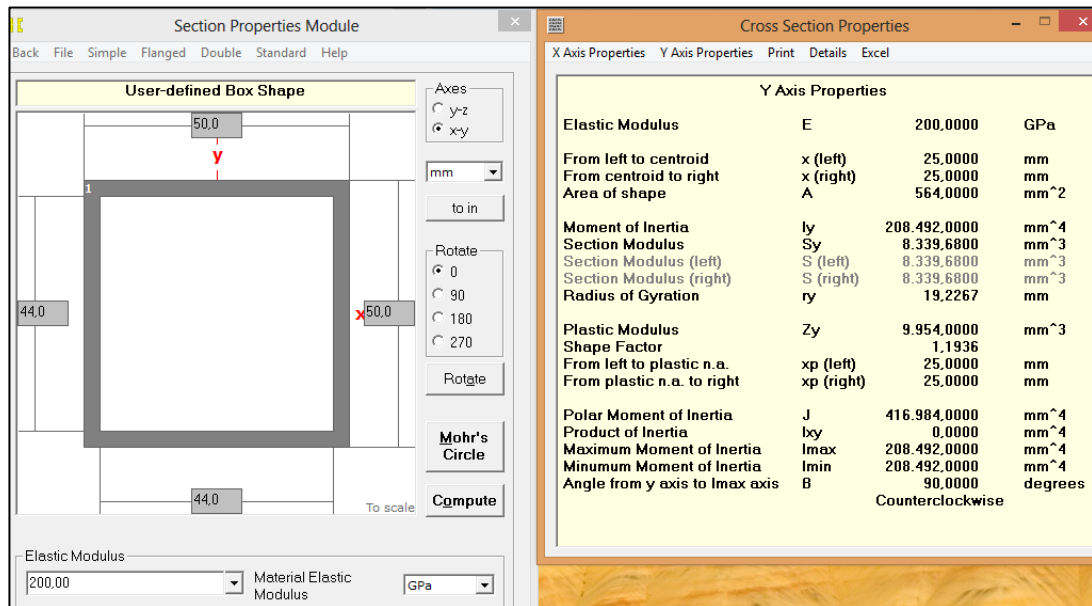 Section Properties Module
Back File Simple Flanged Double Standard Help
User-defined Box Shape
50,0
y
1
44,0
x
50,0
44,0
To scale
Axes
y-z
x-y
mm
to in
Rotate
0
90
180
270
Rotate
Mohr's
Circle
Compute
Elastic Modulus
200,00
Material Elastic
Modulus
GPa
Cross Section Properties
X Axis Properties Y Axis Properties Print Details Excel
Y Axis Properties
Elastic Modulus E 200,0000 GPa
From left to centroid x (left) 25,0000 mm
From centroid to right x (right) 25,0000 mm
Area of shape A 564,0000 mm^2
Moment of Inertia Iy 208.492,0000 mm^4
Section Modulus Sy 8.339,6800 mm^3
Section Modulus (left) S (left) 8.339,6800 mm^3
Section Modulus (right) S (right) 8.339,6800 mm^3
Radius of Gyration ry 19,2267 mm
Plastic Modulus Zy 9.954,0000 mm^3
Shape Factor 1,1936
From left to plastic n.a. xp (left) 25,0000 mm
From plastic n.a. to right xp (right) 25,0000 mm
Polar Moment of Inertia J 416.984,0000 mm^4
Product of Inertia Ixy 0,0000 mm^4
Maximum Moment of Inertia Imax 208.492,0000 mm^4
Minumum Moment of Inertia Imin 208.492,0000 mm^4
Angle from y axis to Imax axis B 90,0000 degrees
Counterclockwise